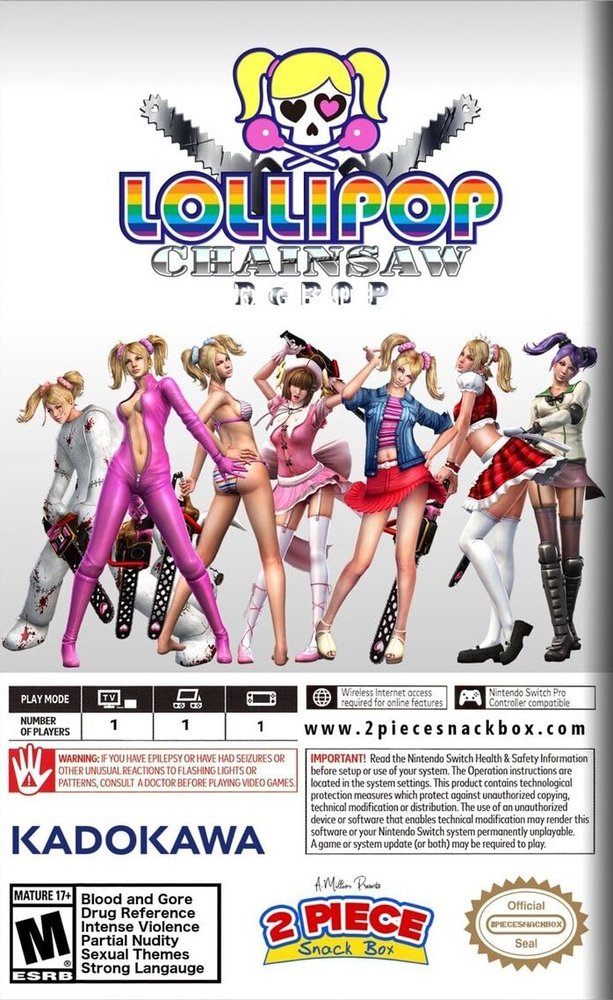 LOLLIPOP
CHAINSAW
RePOP
PLAY MODE
TV
NUMBER
OF PLAYERS
1
1
1
Wireless internet access
required for online features
Nintendo Switch Pro
Controller compatible
www.2piecesnackbox.com
WARNING: IF YOU HAVE EPILEPSY OR HAVE HAD SEIZURES OR
OTHER UNUSUAL REACTIONS TO FLASHING LIGHTS OR
PATTERNS, CONSULT A DOCTOR BEFORE PLAYING VIDEO GAMES.
IMPORTANT! Read the Nintendo Switch Health & Safety Information
before setup or use of your system. The Operation instructions are
located in the system settings. This product contains technological
protection measures which protect against unauthorized copying,
technical modification or distribution. The use of an unauthorized
device or software that enables technical modification may render this
software or your Nintendo Switch system permanently unplayable.
A game or system update (or both) may be required to play.
KADOKAWA
MATURE 17+
M
ESRB
Blood and Gore
Drug Reference
Intense Violence
Partial Nudity
Sexual Themes
Strong Langauge
Presents
2 PIECE
Snack Box
Official
2PIECESNACKBOX
Seal